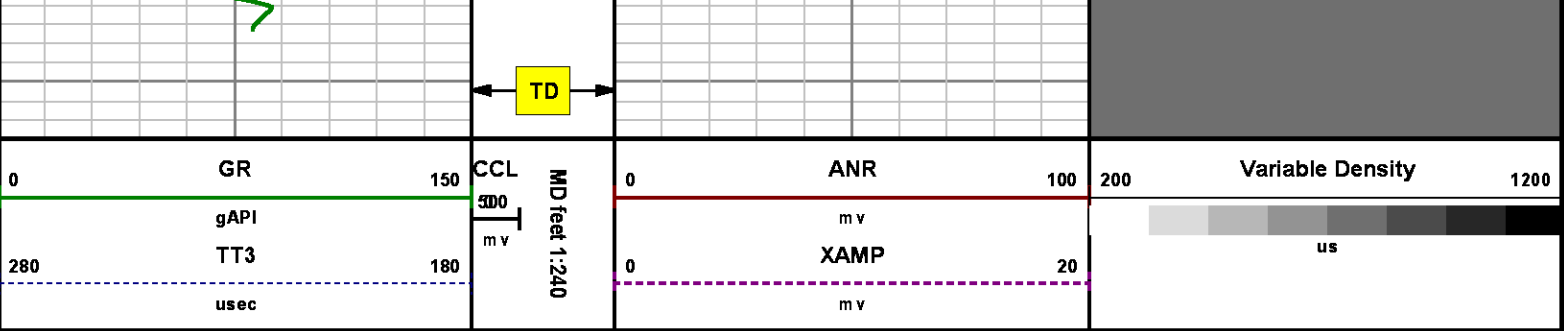 TD
GR
0 150
gAPI
TT3
280 180
usec
CCL
m v
MD feet 1:240
ANR
0 100
m v
XAMP
0 20
m v
Variable Density
200 1200
us